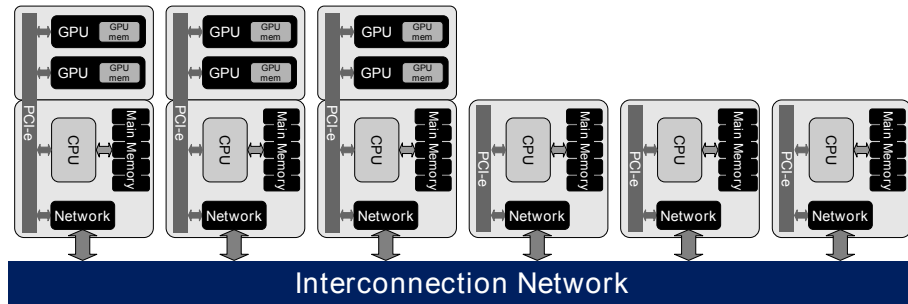 GPU
GPU
mem
GPU
GPU
mem
PCI-e
CPU
Main Memory
Network
GPU
GPU
mem
GPU
GPU
mem
PCI-e
CPU
Main Memory
Network
GPU
GPU
mem
GPU
GPU
mem
PCI-e
CPU
Main Memory
Network
PCI-e
CPU
Main Memory
Network
PCI-e
CPU
Main Memory
Network
PCI-e
CPU
Main Memory
Network
Interconnection Network